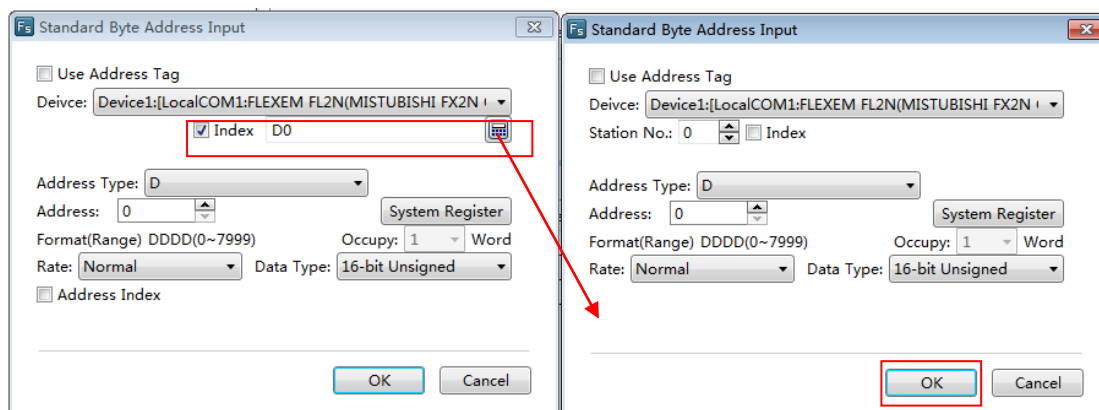 Fs Standard Byte Address Input
Use Address Tag
Deivce: Device1:[LocalCOM1:FLEXEM FL2N(MISTUBISHI FX2N (
Index D0
Address Type: D
Address: 0 System Register
Format(Range) DDDD(0~7999) Occupy: 1 Word
Rate: Normal Data Type: 16-bit Unsigned
Address Index
OK Cancel
Fs Standard Byte Address Input
Use Address Tag
Deivce: Device1:[LocalCOM1:FLEXEM FL2N(MISTUBISHI FX2N (
Station No.: 0 Index
Address Type: D
Address: 0 System Register
Format(Range) DDDD(0~7999) Occupy: 1 Word
Rate: Normal Data Type: 16-bit Unsigned
OK Cancel